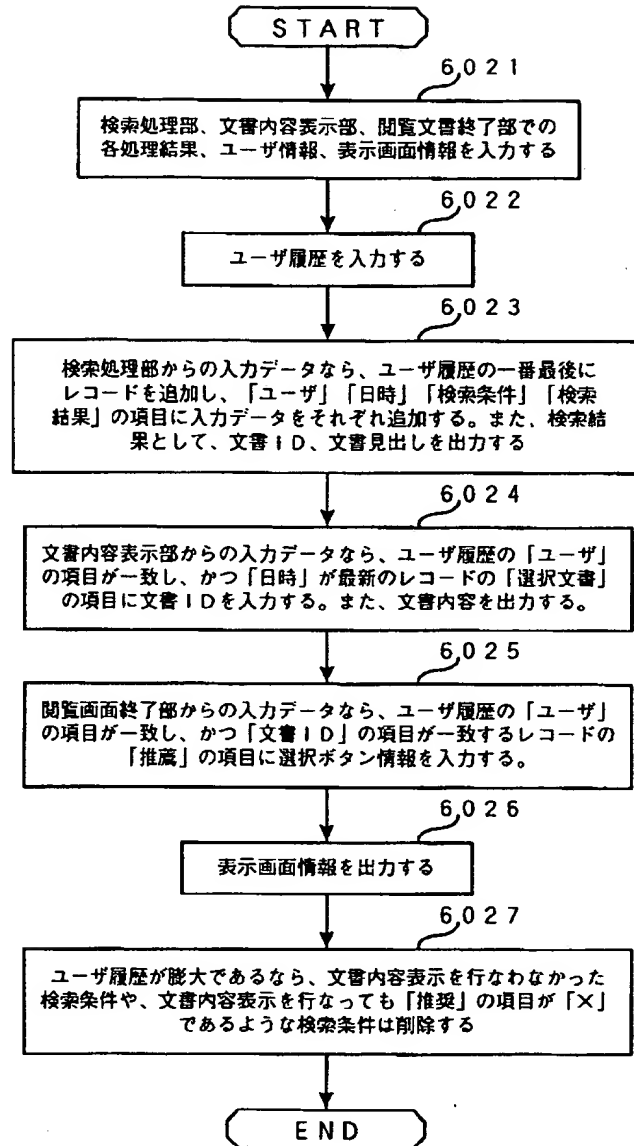 START
6021
検索処理部、文書内容表示部、閲覧文書終了部での
各処理結果、ユーザ情報、表示画面情報を入力する
6022
ユーザ履歴を入力する
6023
検索処理部からの入力データなら、ユーザ履歴の一番最後に
レコードを追加し、「ユーザ」「日時」「検索条件」「検索
結果」の項目に入力データをそれぞれ追加する。また、検索結
果として、文書ID、文書見出しを出力する
6024
文書内容表示部からの入力データなら、ユーザ履歴の「ユーザ」
の項目が一致し、かつ「日時」が最新のレコードの「選択文書」
の項目に文書IDを入力する。また、文書内容を出力する。
6025
閲覧画面終了部からの入力データなら、ユーザ履歴の「ユーザ」
の項目が一致し、かつ「文書ID」の項目が一致するレコードの
「推薦」の項目に選択ボタン情報を入力する。
6026
表示画面情報を出力する
6027
ユーザ履歴が膨大であるなら、文書内容表示を行なわなかった
検索条件や、文書内容表示を行なっても「推奨」の項目が「×」
であるような検索条件は削除する
END